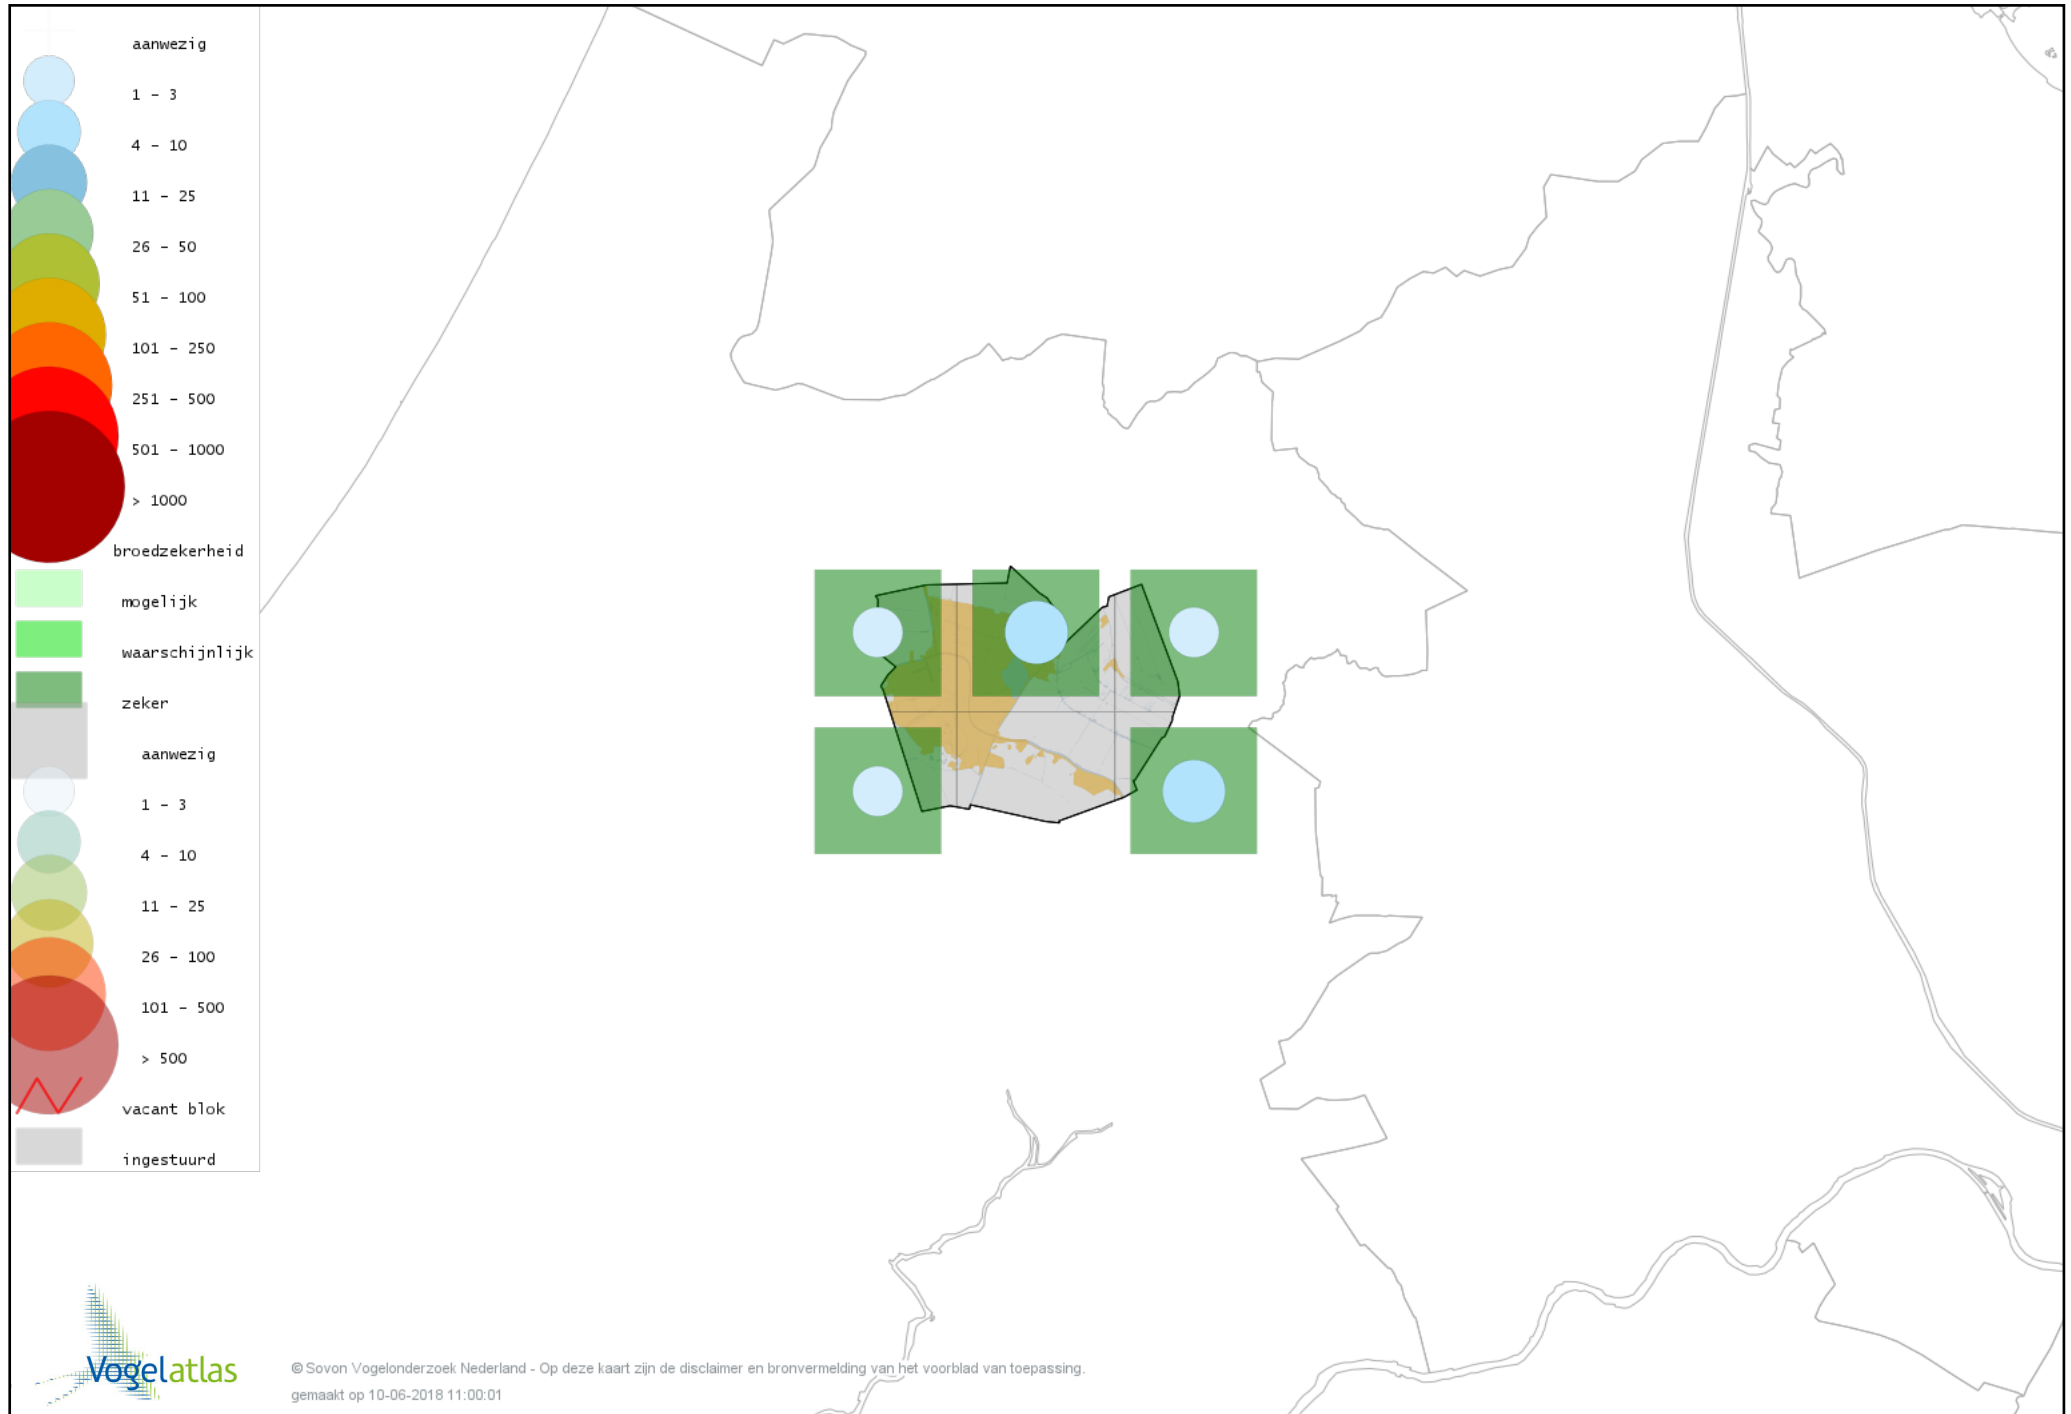 aanwezig
1 – 3
4 – 10
11 – 25
26 – 50
51 – 100
101 – 250
251 – 500
501 – 1000
> 1000
broedzekerheid
mogelijk
waarschijnlijk
zeker
aanwezig
1 – 3
4 – 10
11 – 25
26 – 100
101 – 500
> 500
vacant blok
ingestuurd
Vogelatlas
© Sovon Vogelonderzoek Nederland - Op deze kaart zijn de disclaimer en bronvermelding van het voorblad van toepassing.
gemaakt op 10-06-2018 11:00:01